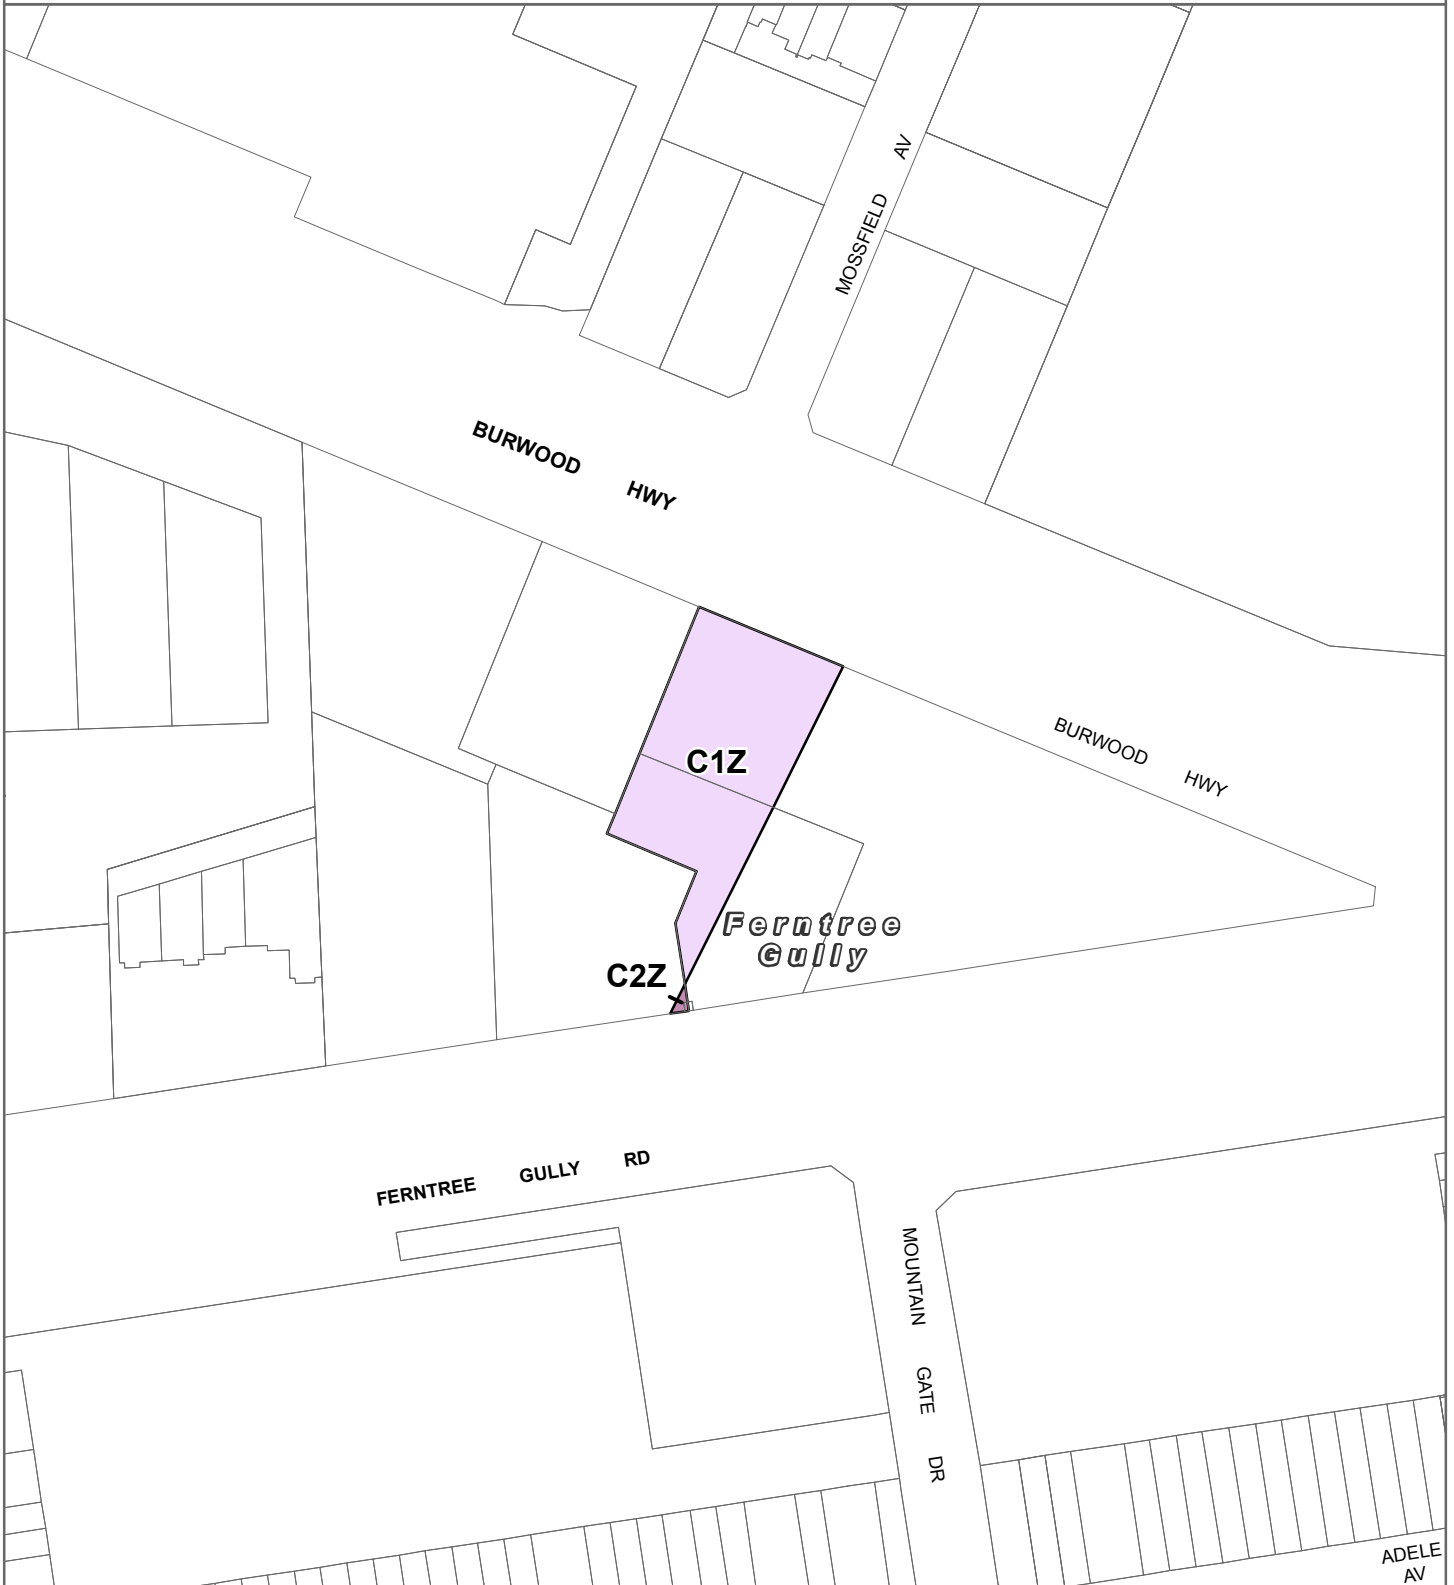 MOSSFIELD AV
BURWOOD HWY
BURWOOD HWY
C1Z
Ferntree
Gully
C2Z
FERNTREE GULLY RD
MOUNTAIN GATE DR
ADELE
AV